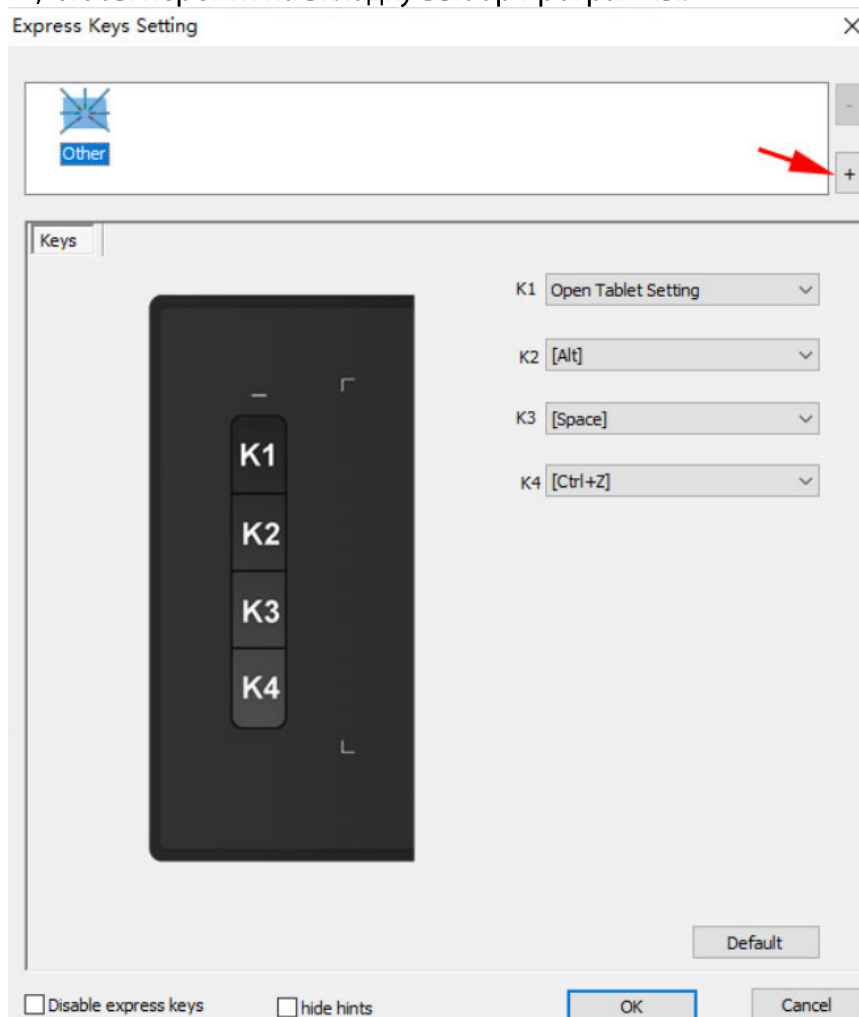 Express Keys Setting
-
Other
+
Keys
K1 Open Tablet Setting
K2 [Alt]
K3 [Space]
K4 [Ctrl+Z]
K1
K2
K3
K4
Default
Disable express keys
hide hints
OK
Cancel